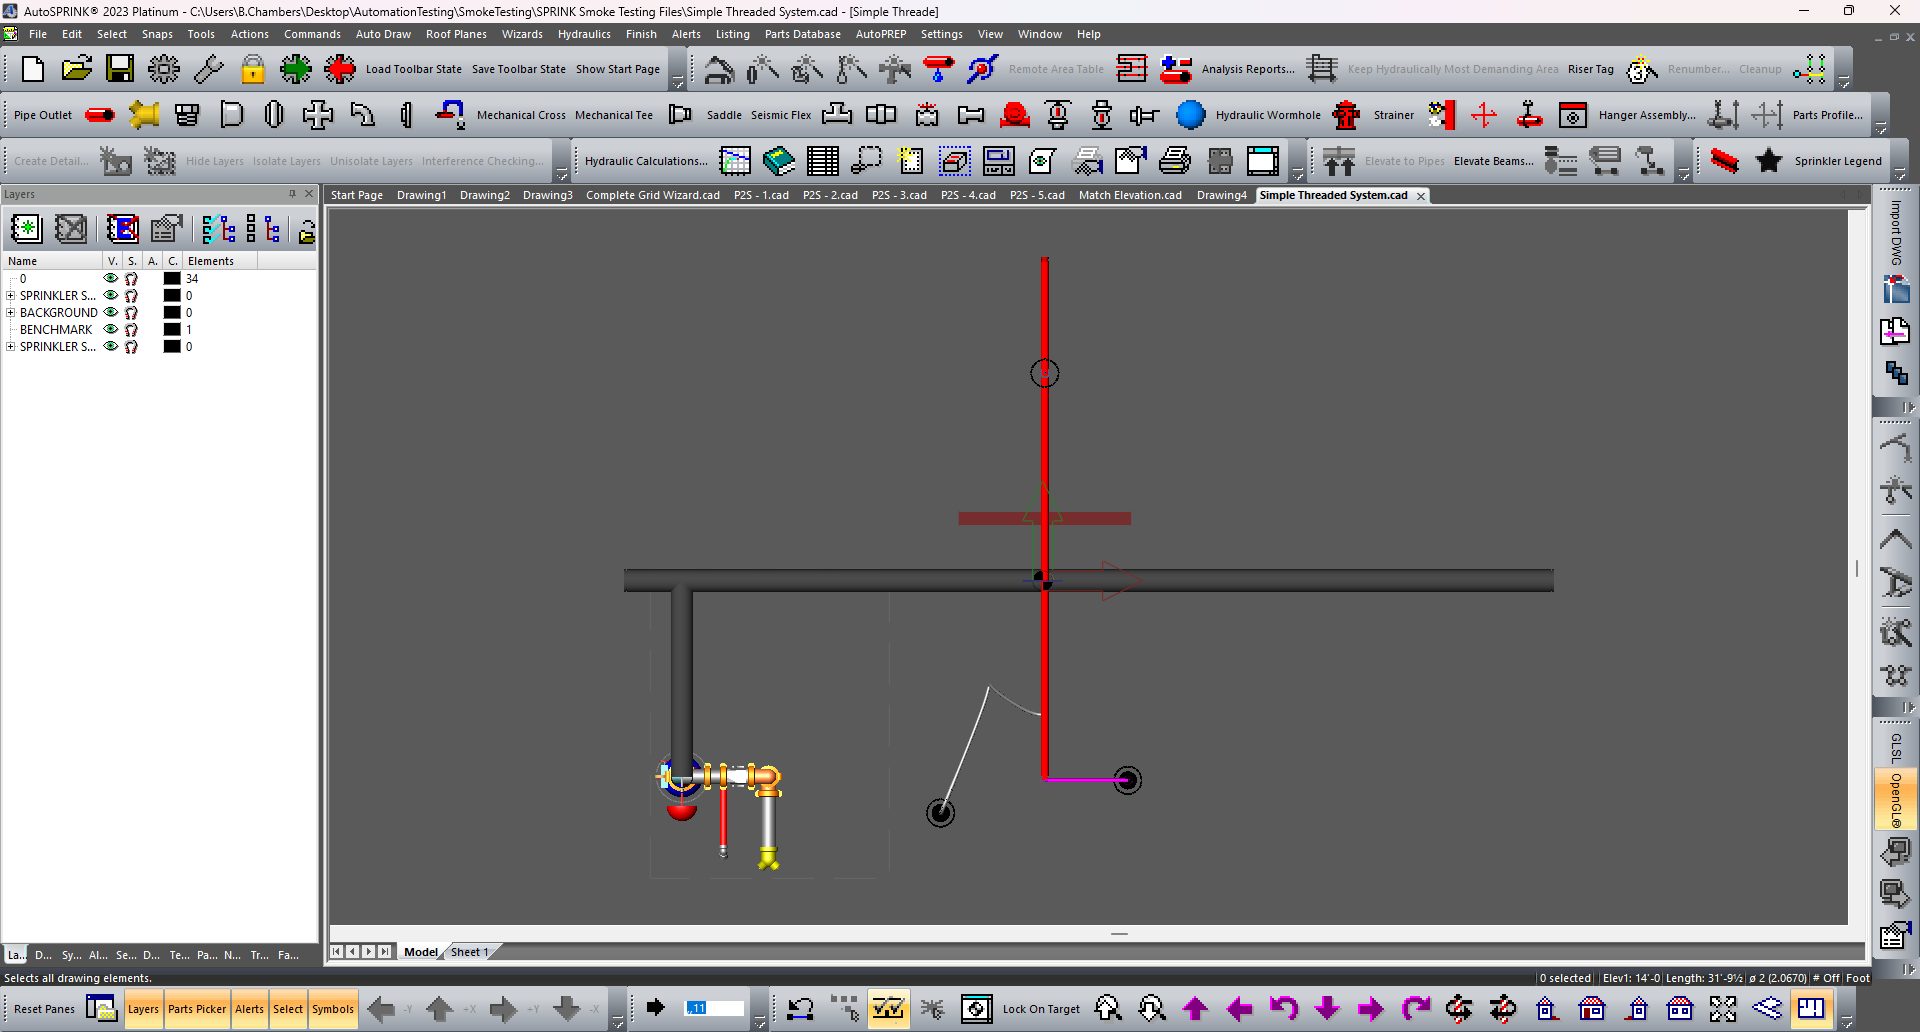 AutoSPRINK® 2023 Platinum - C:\Users\B.Chambers\Desktop\AutomationTesting\SmokeTesting\SPRINK Smoke Testing Files\Simple Threaded System.cad - [Simple Threade]
File Edit Select Snaps Tools Actions Commands Auto Draw Roof Planes Wizards Hydraulics Finish Alerts Listing Parts Database AutoPREP Settings View Window Help
Load Toolbar State Save Toolbar State Show Start Page Remote Area Table Analysis Reports... Keep Hydraulically Most Demanding Area Riser Tag Renumber... Cleanup
Pipe Outlet Mechanical Cross Mechanical Tee Saddle Seismic Flex Hydraulic Wormhole Strainer Hanger Assembly... Parts Profile...
Create Detail... Hide Layers Isolate Layers Unisolate Layers Interference Checking... Hydraulic Calculations... Elevate to Pipes Elevate Beams... Sprinkler Legend
Layers
Start Page Drawing1 Drawing2 Drawing3 Complete Grid Wizard.cad P2S - 1.cad P2S - 2.cad P2S - 3.cad P2S - 4.cad P2S - 5.cad Match Elevation.cad Drawing4 Simple Threaded System.cad
Name V. S. A. C. Elements
0 34
SPRINKLER S... 0
BACKGROUND 0
BENCHMARK 1
SPRINKLER S... 0
Import DWG
GLSL
OpenGL®
La... D... Sy... Al... Se... D... Te... Pa... N... Tr... Fa...
Model Sheet 1
Selects all drawing elements.
0 selected Elev1: 14'-0 Length: 31'-9½ ø 2 (2.0670) # Off Foot
Reset Panes Layers Parts Picker Alerts Select Symbols -Y +X +Y -X ,,11 Lock On Target